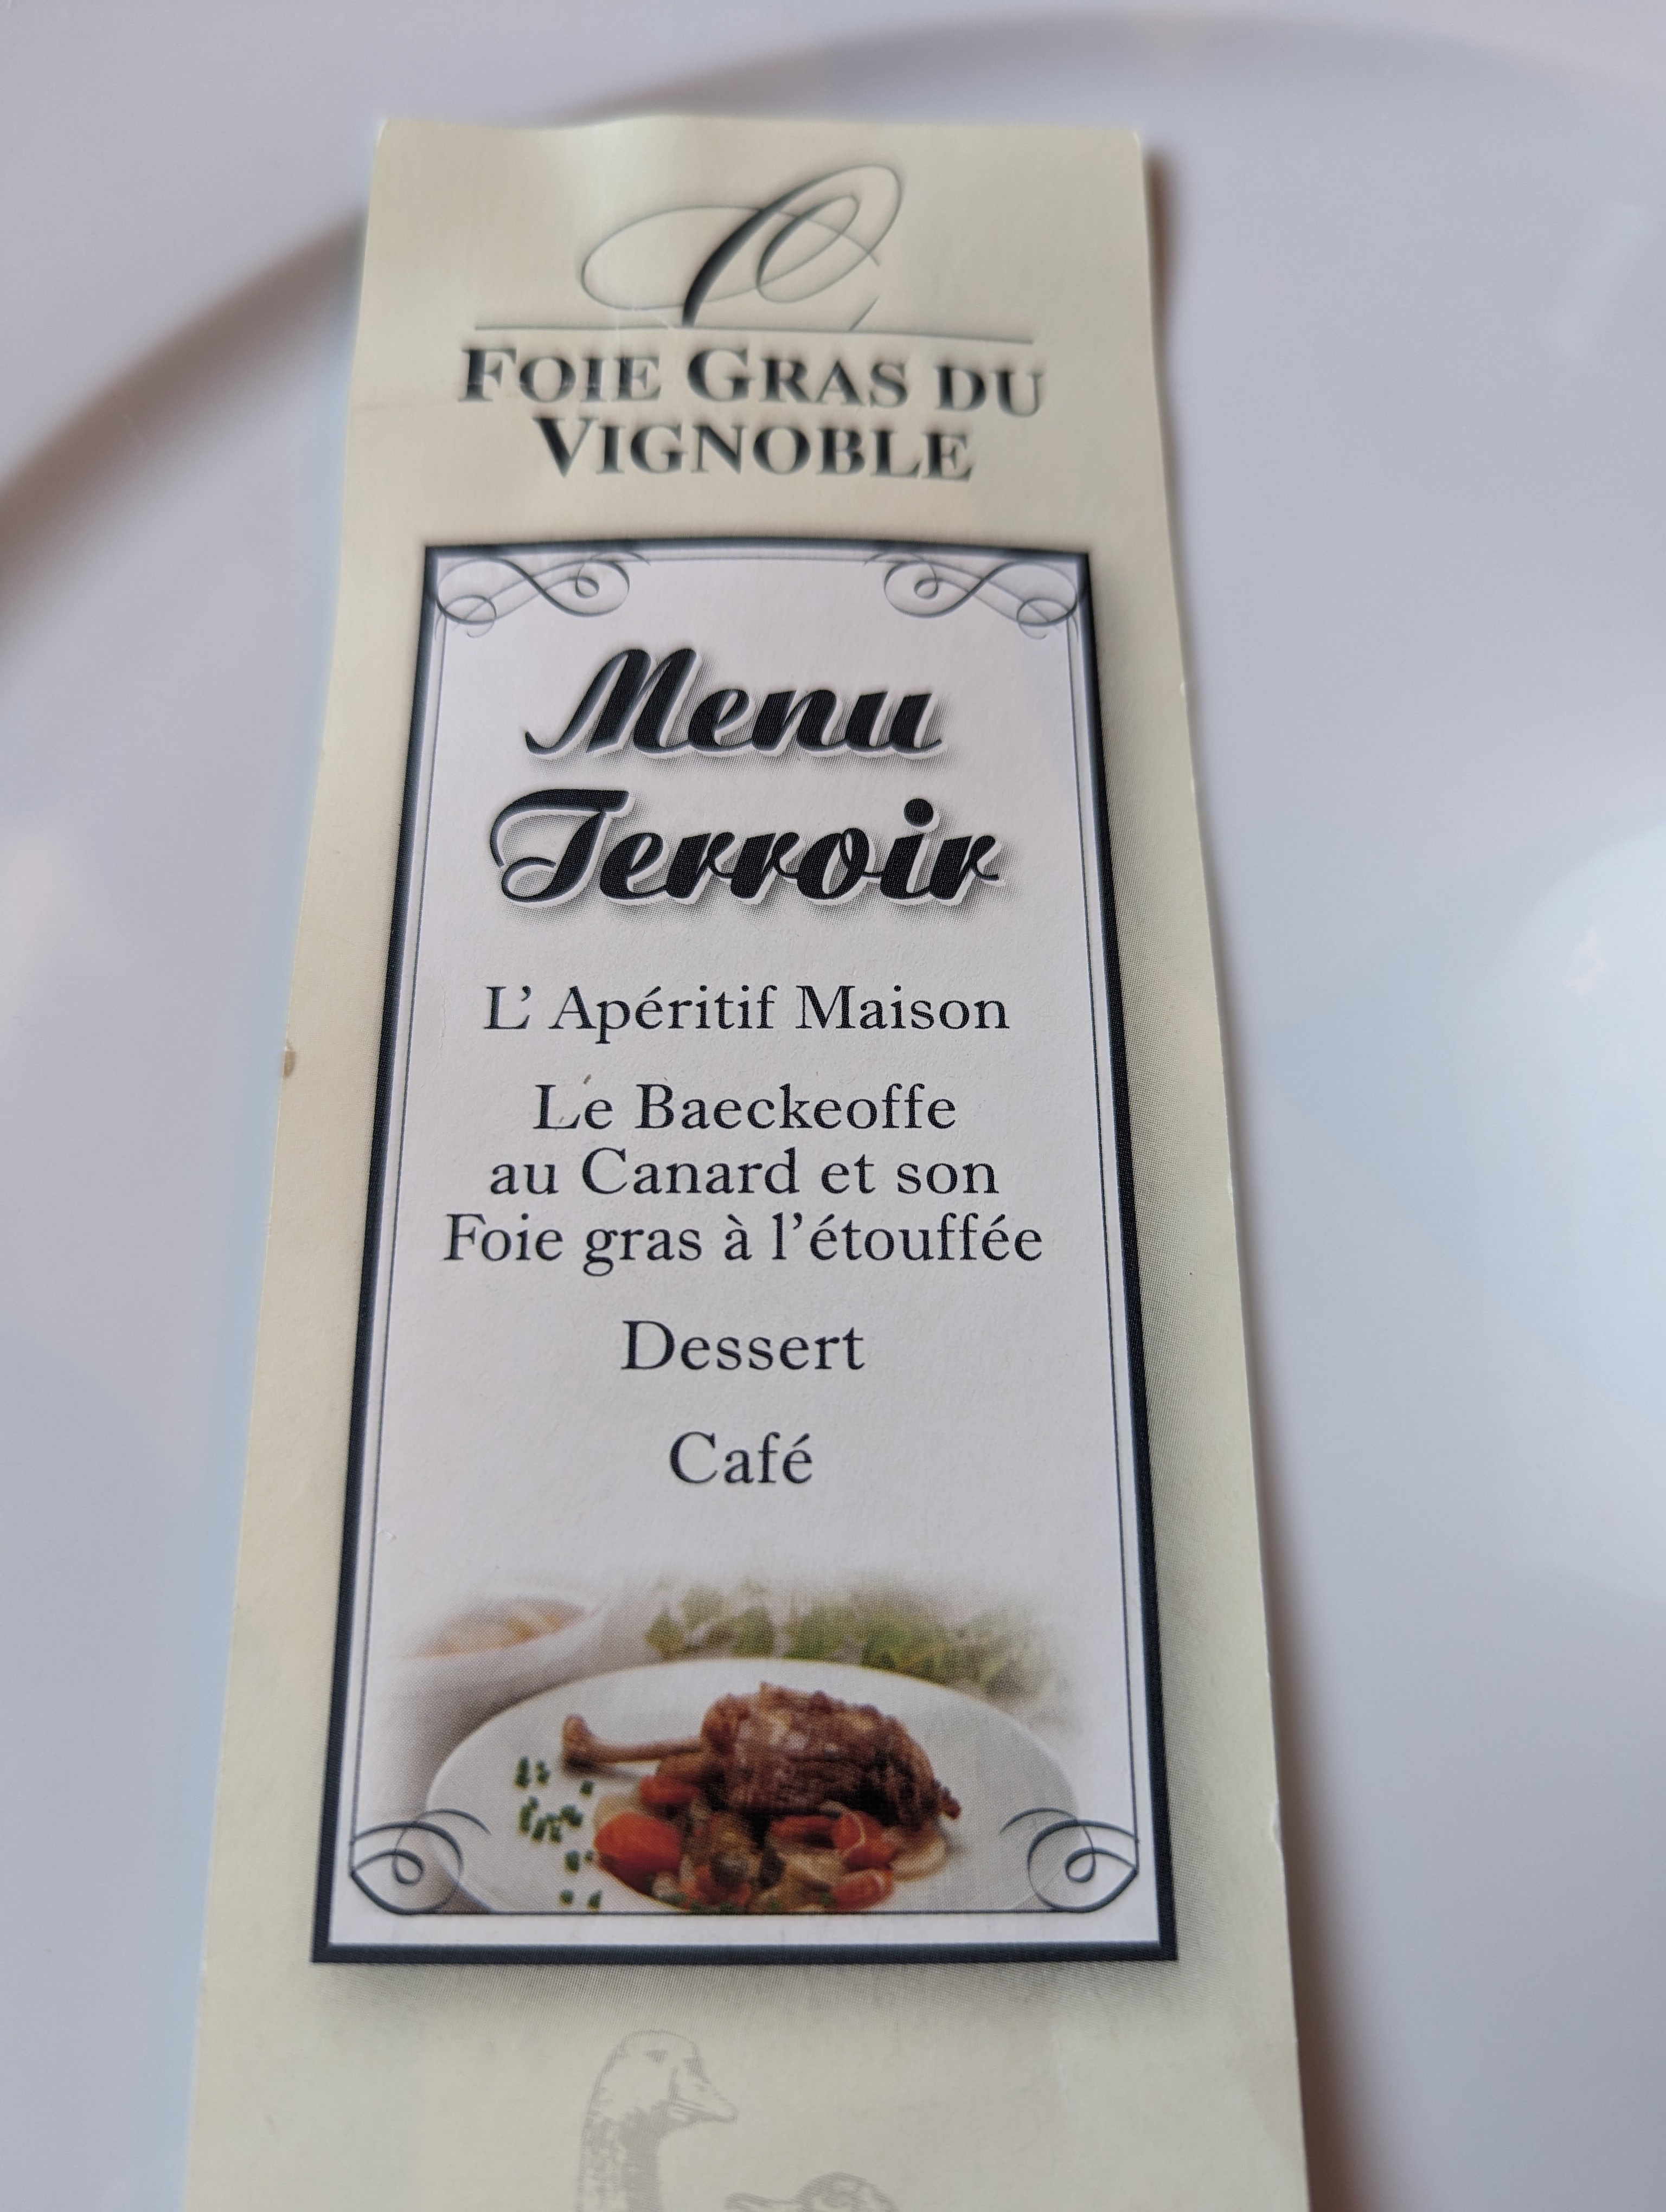 FOIE GRAS DU
VIGNOBLE
Menu
Terroir
L' Apéritif Maison
Le Baeckeoffe
au Canard et son
Foie gras à l'étouffée
Dessert
Café